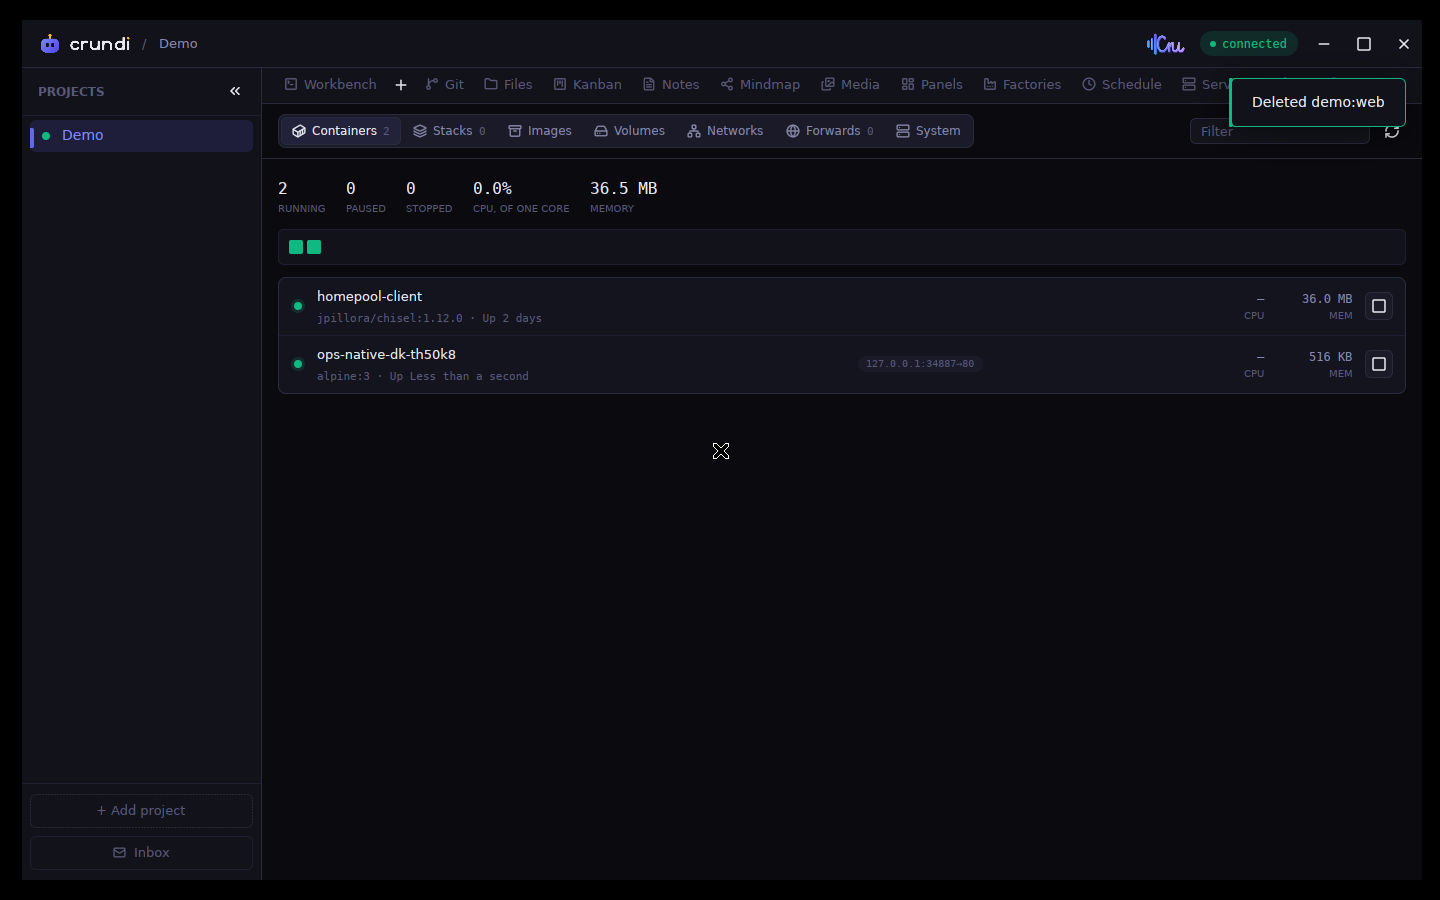 crundi / Demo
Cru
connected
PROJECTS
Workbench
Git
Files
Kanban
Notes
Mindmap
Media
Panels
Factories
Schedule
Deleted demo:web
Demo
Containers 2
Stacks 0
Images
Volumes
Networks
Forwards 0
System
Filter
2
0
0
0.0%
36.5 MB
RUNNING
PAUSED
STOPPED
CPU, OF ONE CORE
MEMORY
homepool-client
jpillora/chisel:1.12.0 · Up 2 days
—
CPU
36.0 MB
MEM
ops-native-dk-th50k8
alpine:3 · Up Less than a second
127.0.0.1:34887→80
—
CPU
516 KB
MEM
+ Add project
Inbox